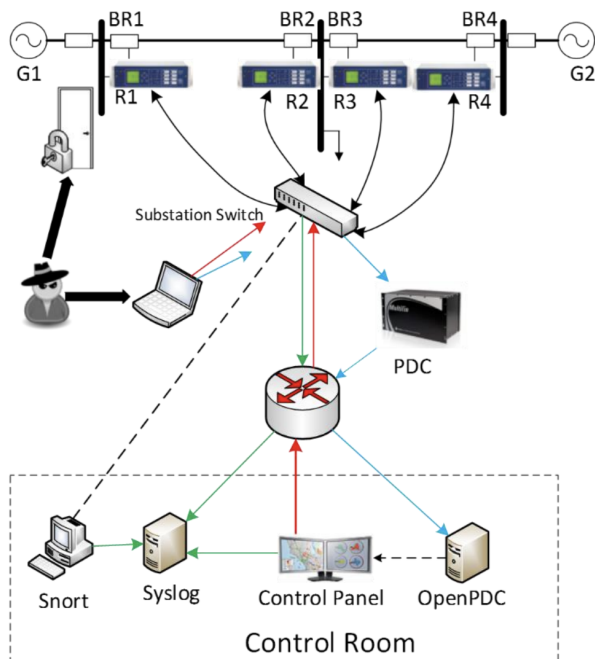 BR1
BR2
BR3
BR4
G1
R1
R2
R3
R4
G2
Substation Switch
PDC
Snort
Syslog
Control Panel
OpenPDC
Control Room